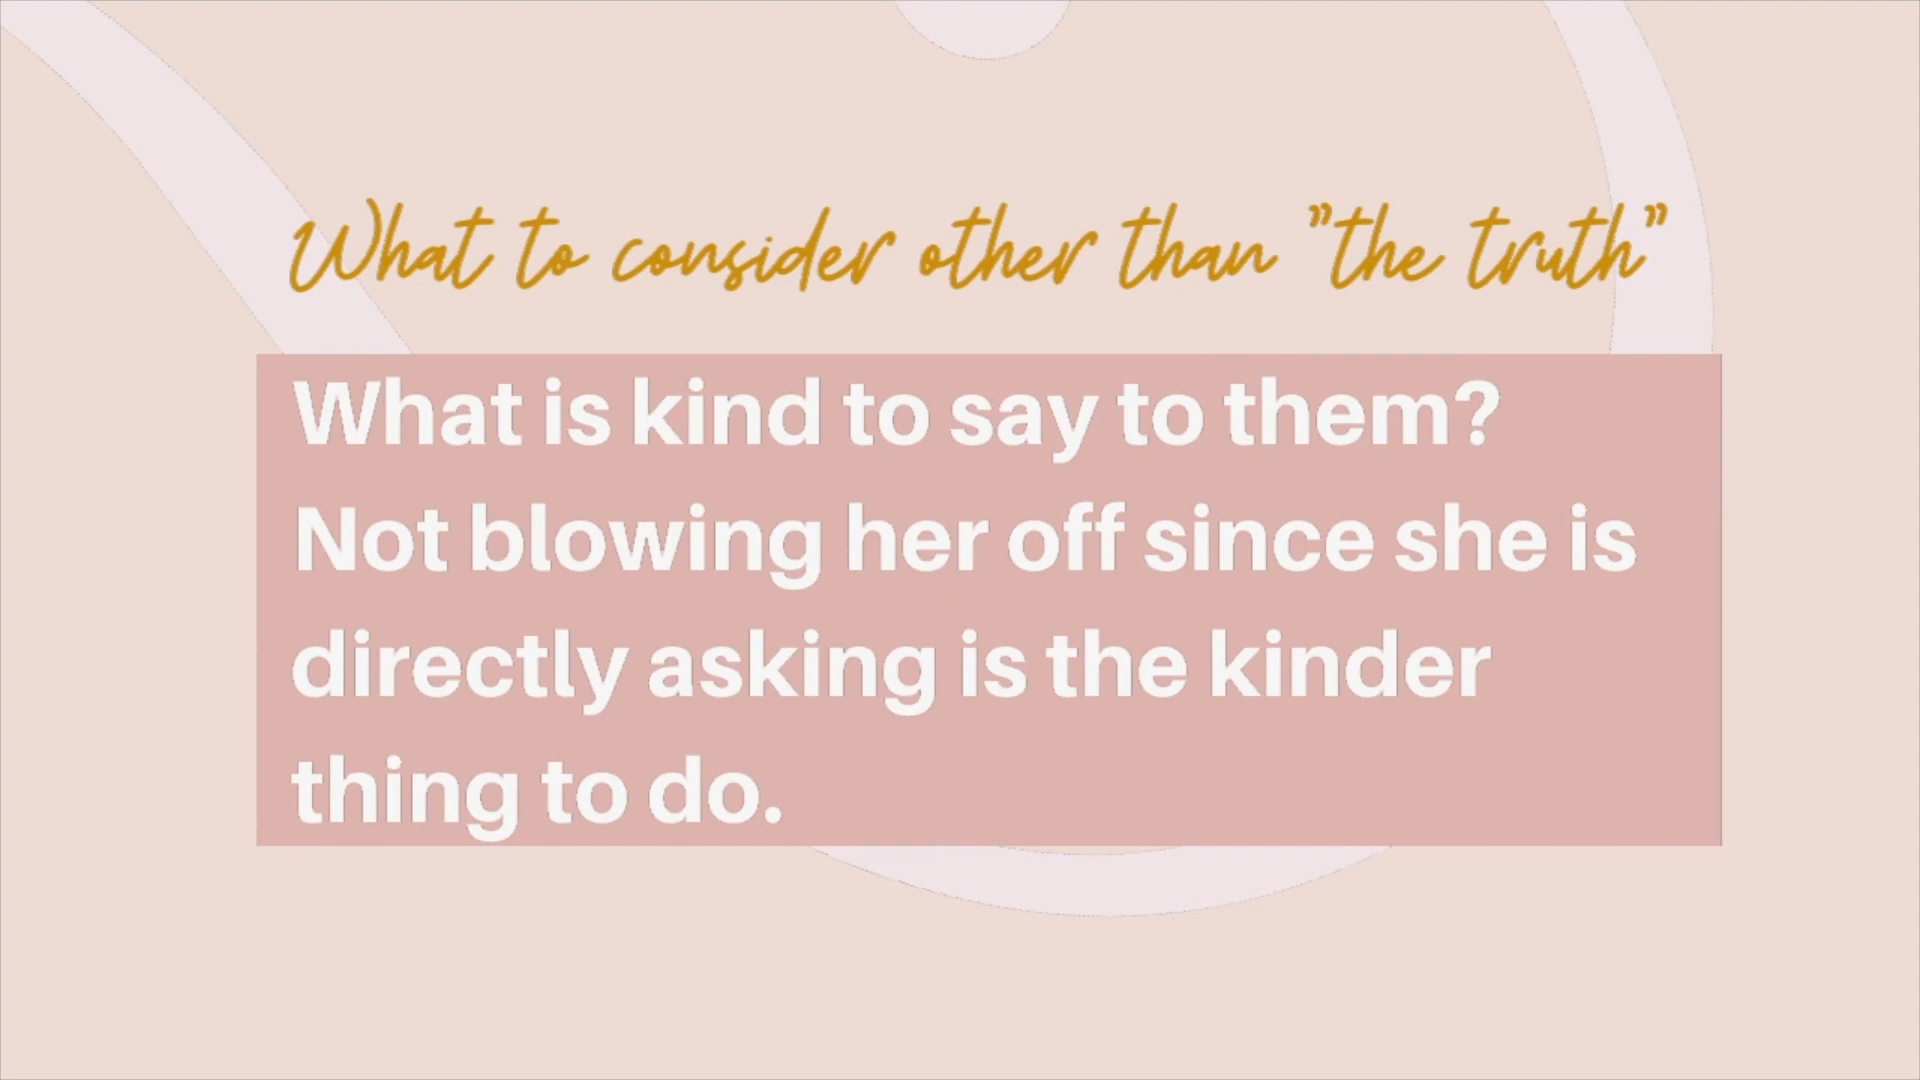 What to consider other than "the truth"
What is kind to say to them?
Not blowing her off since she is
directly asking is the kinder
thing to do.